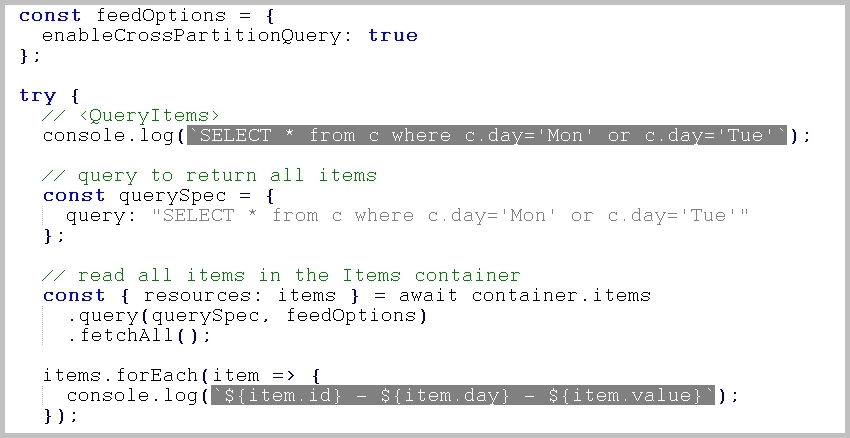 const feedOptions = {
  enableCrossPartitionQuery: true
};

try {
  // <QueryItems>
  console.log(`SELECT * from c where c.day='Mon' or c.day='Tue'`);

  // query to return all items
  const querySpec = {
    query: "SELECT * from c where c.day='Mon' or c.day='Tue'"
  };

  // read all items in the Items container
  const { resources: items } = await container.items
    .query(querySpec, feedOptions)
    .fetchAll();

  items.forEach(item => {
    console.log(`${item.id} - ${item.day} - ${item.value}`);
  });